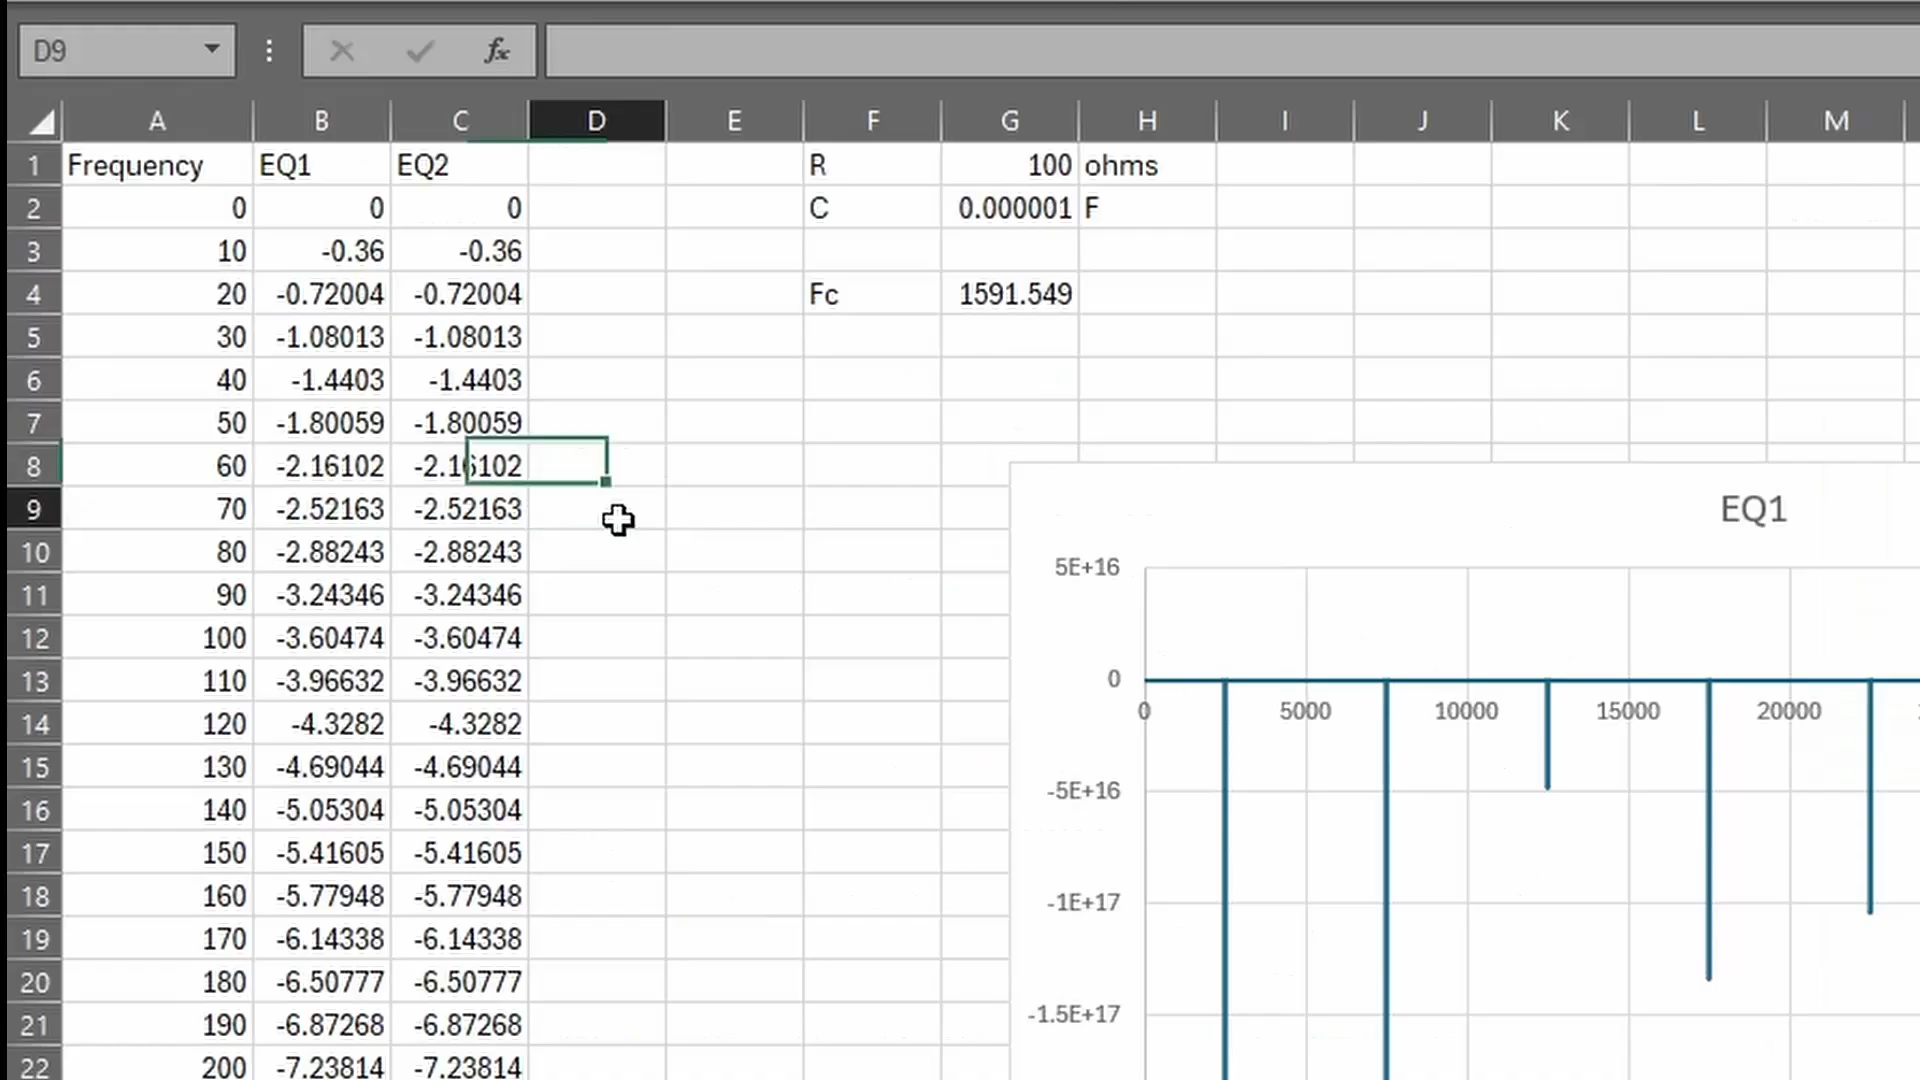 D9
fx
A B C D E F G H I J K L M
1 Frequency EQ1 EQ2 R 100 ohms
2 0 0 0 C 0.000001 F
3 10 -0.36 -0.36
4 20 -0.72004 -0.72004 Fc 1591.549
5 30 -1.08013 -1.08013
6 40 -1.4403 -1.4403
7 50 -1.80059 -1.80059
8 60 -2.16102 -2.16102
9 70 -2.52163 -2.52163
10 80 -2.88243 -2.88243
11 90 -3.24346 -3.24346
12 100 -3.60474 -3.60474
13 110 -3.96632 -3.96632
14 120 -4.3282 -4.3282
15 130 -4.69044 -4.69044
16 140 -5.05304 -5.05304
17 150 -5.41605 -5.41605
18 160 -5.77948 -5.77948
19 170 -6.14338 -6.14338
20 180 -6.50777 -6.50777
21 190 -6.87268 -6.87268
22 200 -7.23814 -7.23814
EQ1
5E+16
0
0 5000 10000 15000 20000
-5E+16
-1E+17
-1.5E+17